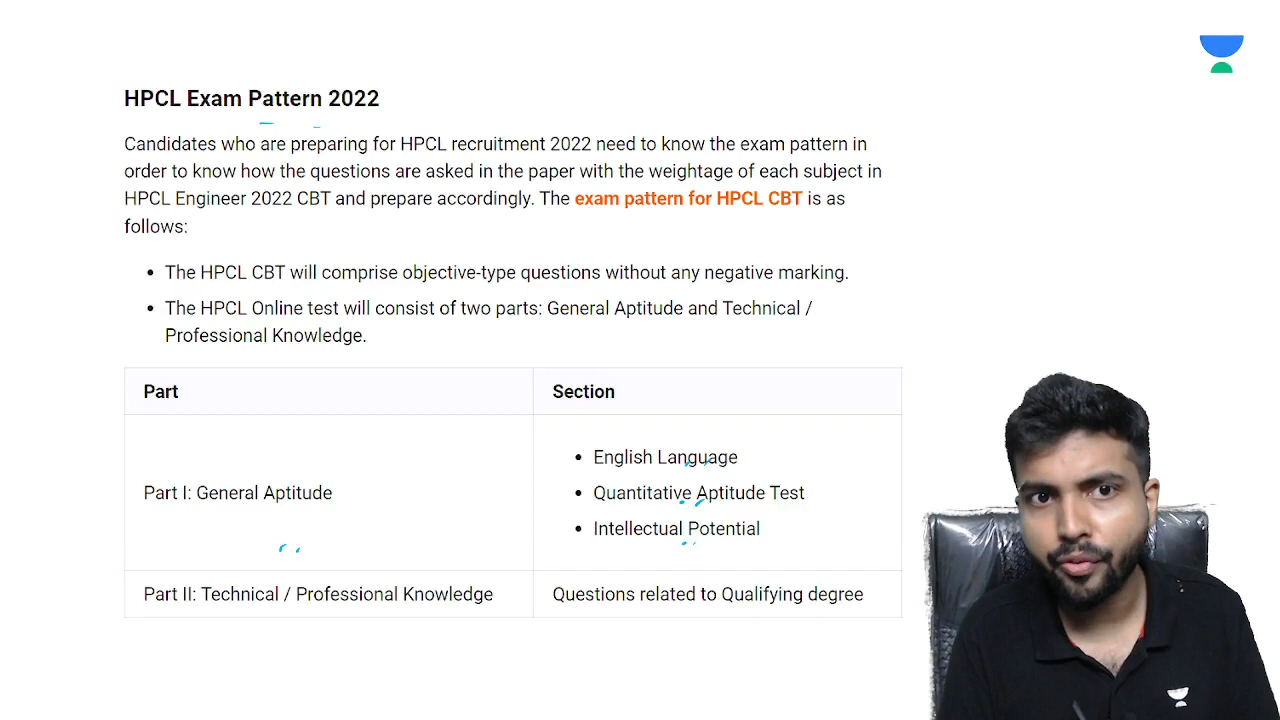 HPCL Exam Pattern 2022
Candidates who are preparing for HPCL recruitment 2022 need to know the exam pattern in
order to know how the questions are asked in the paper with the weightage of each subject in
HPCL Engineer 2022 CBT and prepare accordingly. The exam pattern for HPCL CBT is as
follows:
• The HPCL CBT will comprise objective-type questions without any negative marking.
• The HPCL Online test will consist of two parts: General Aptitude and Technical /
Professional Knowledge.
Part Section
Part I: General Aptitude
• English Language
• Quantitative Aptitude Test
• Intellectual Potential
Part II: Technical / Professional Knowledge Questions related to Qualifying degree